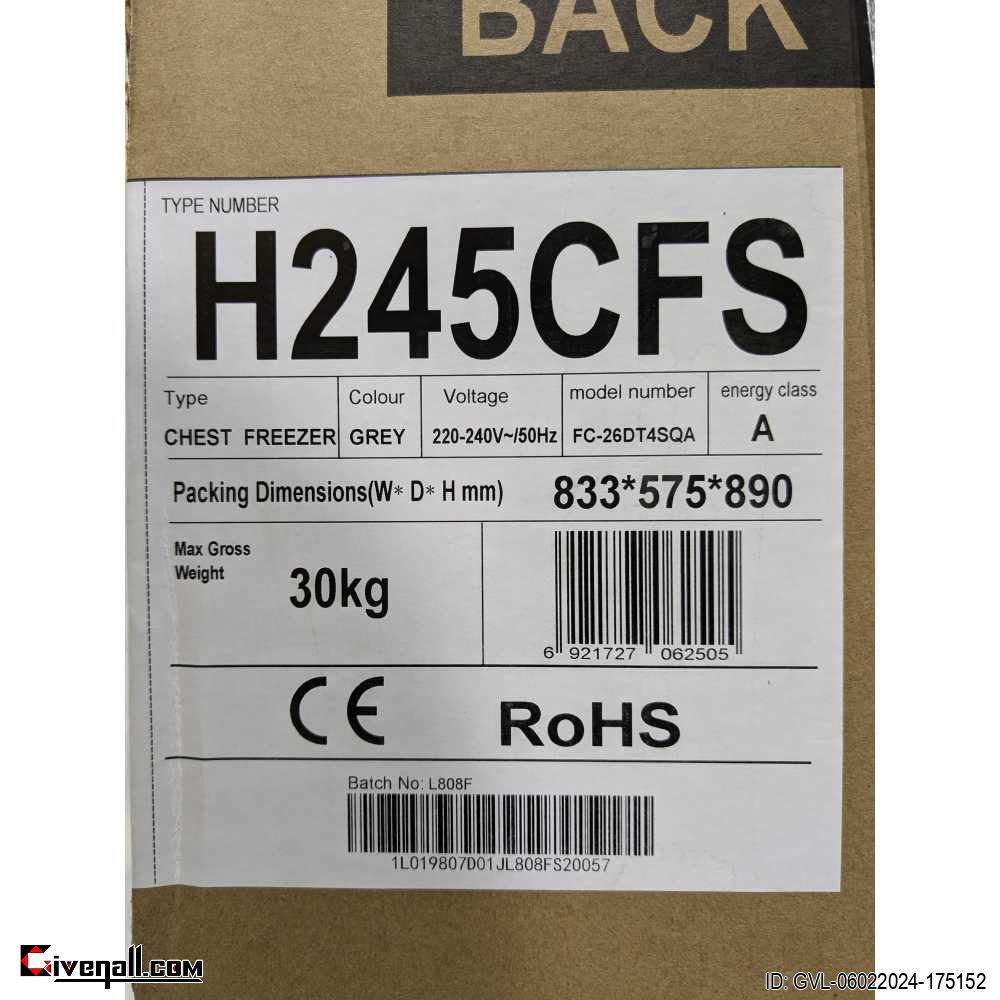 BACK
TYPE NUMBER
H245CFS
Type Colour Voltage model number energy class
CHEST FREEZER GREY 220-240V~/50Hz FC-26DT4SQA A
Packing Dimensions(W* D* H mm) 833*575*890
Max Gross
Weight
30kg
6 921727 062505
CE RoHS
Batch No: L808F
1L019807D01JL808FS20057
Givenall.com
ID: GVL-06022024-175152